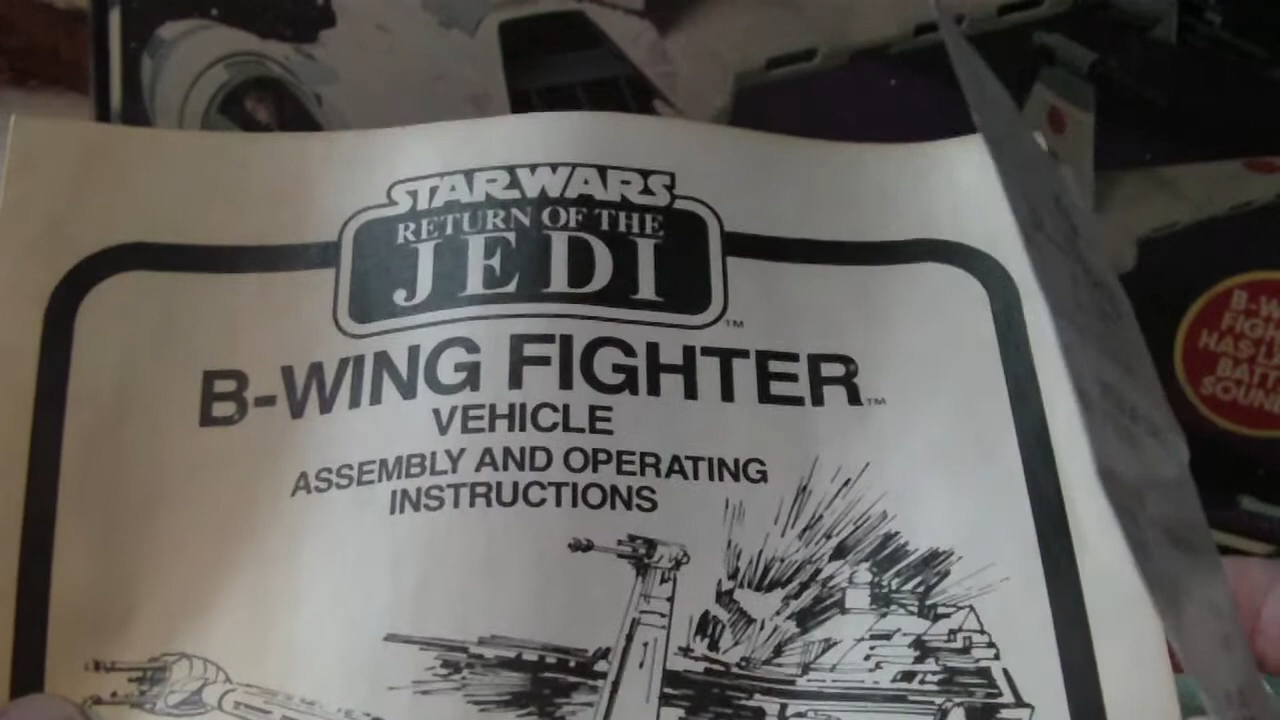 STAR WARS
RETURN OF THE
JEDI
TM
B-WING FIGHTER TM
VEHICLE
ASSEMBLY AND OPERATING
INSTRUCTIONS